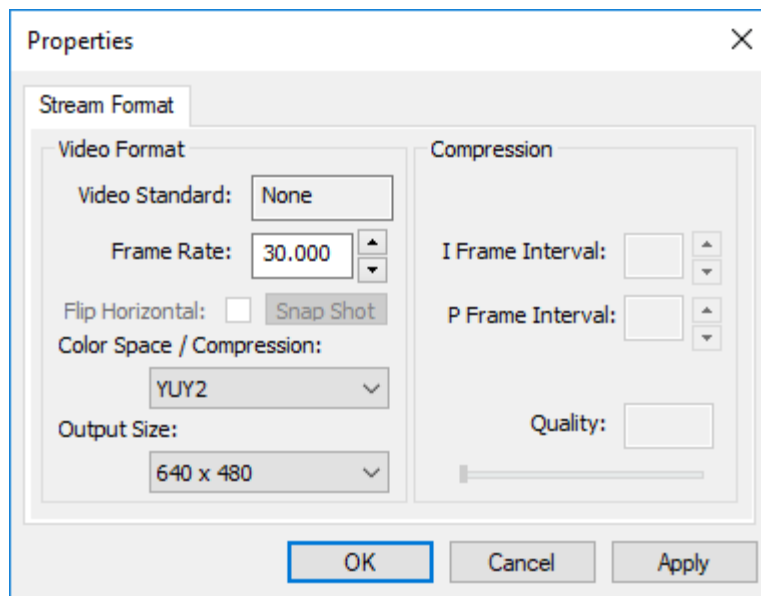 Properties
Stream Format
Video Format
Video Standard: None
Frame Rate: 30.000
Flip Horizontal: Snap Shot
Color Space / Compression:
YUY2
Output Size:
640 x 480
Compression
I Frame Interval:
P Frame Interval:
Quality:
OK Cancel Apply